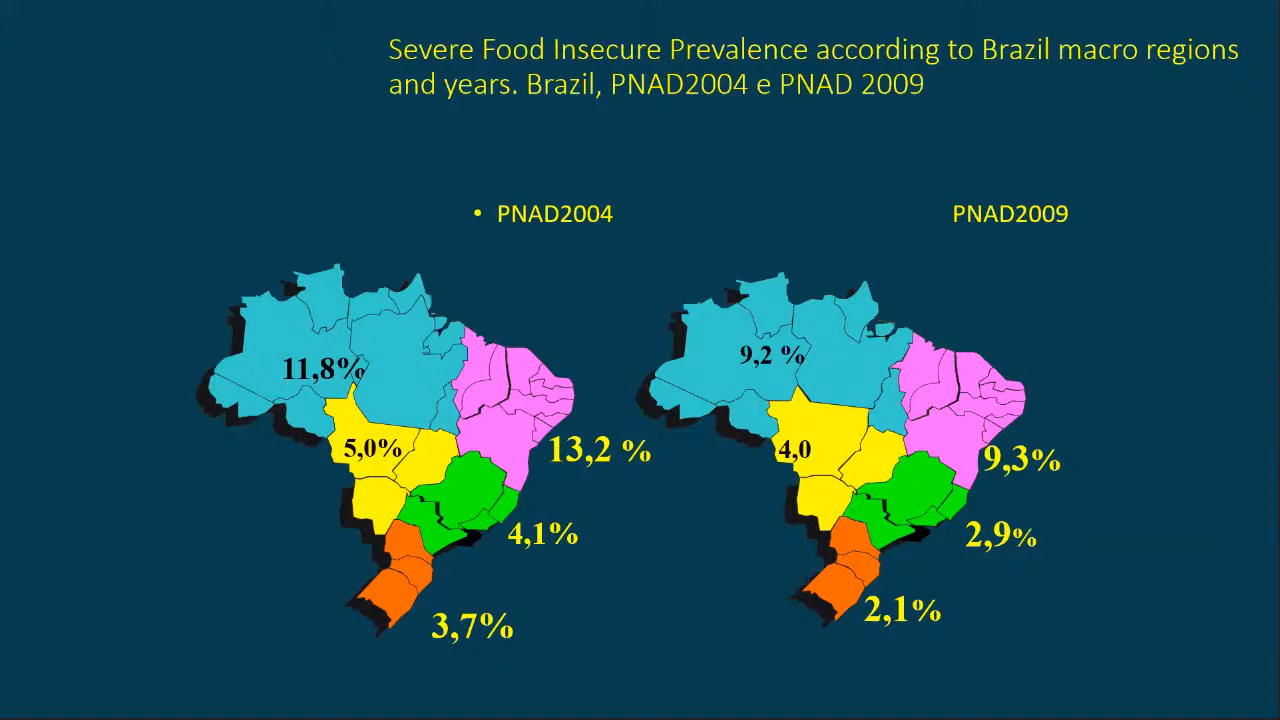 Severe Food Insecure Prevalence according to Brazil macro regions
and years. Brazil, PNAD2004 e PNAD 2009
• PNAD2004
PNAD2009
11,8%
5,0%
13,2 %
4,1%
3,7%
9,2 %
4,0
9,3%
2,9%
2,1%